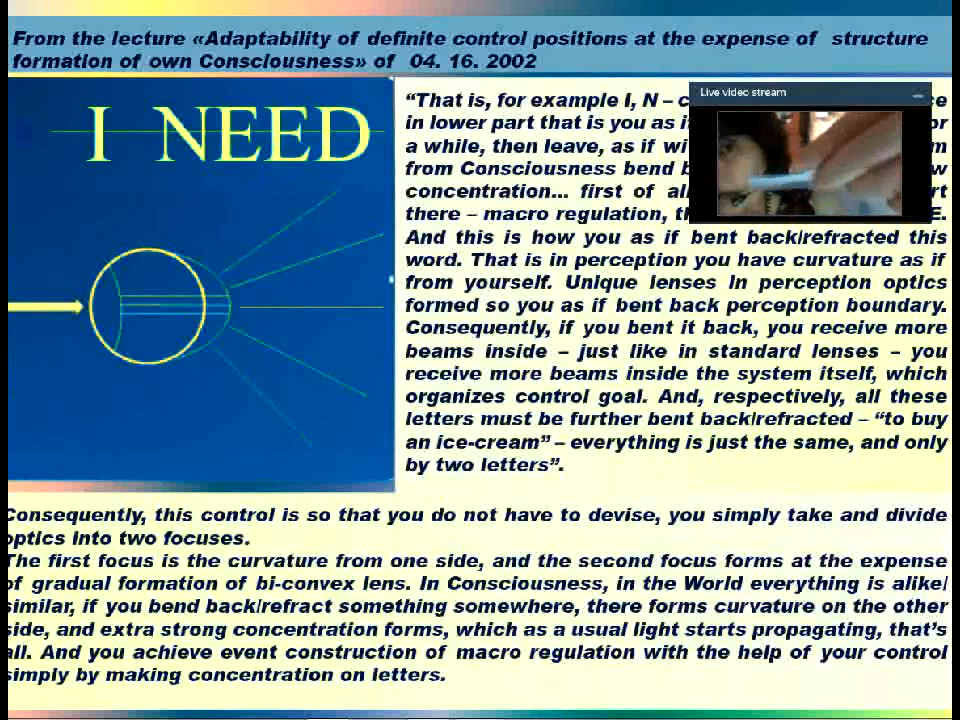 From the lecture «Adaptability of definite control positions at the expense of structure
formation of own Consciousness» of 04. 16. 2002
I NEED
“That is, for example I, N –
in lower part that is you as
a while, then leave, as if
from Consciousness bend
concentration... first of
there – macro regulation,
And this is how you as if bent back/refracted this
word. That is in perception you have curvature as if
from yourself. Unique lenses in perception optics
formed so you as if bent back perception boundary.
Consequently, if you bent it back, you receive more
beams inside – just like in standard lenses – you
receive more beams inside the system itself, which
organizes control goal. And, respectively, all these
letters must be further bent back/refracted – “to buy
an ice-cream” – everything is just the same, and only
by two letters”.
Live video stream
Consequently, this control is so that you do not have to devise, you simply take and divide
optics into two focuses.
The first focus is the curvature from one side, and the second focus forms at the expense
of gradual formation of bi-convex lens. In Consciousness, in the World everything is alike/
similar, if you bend back/refract something somewhere, there forms curvature on the other
side, and extra strong concentration forms, which as a usual light starts propagating, that’s
all. And you achieve event construction of macro regulation with the help of your control
simply by making concentration on letters.